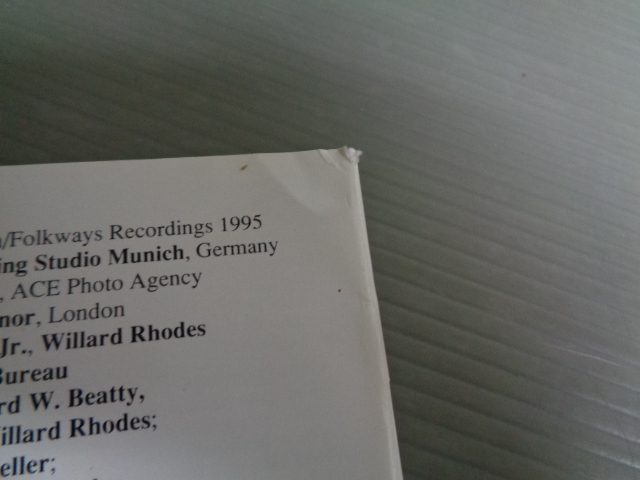 /Folkways Recordings 1995
ing Studio Munich, Germany
, ACE Photo Agency
nor, London
Jr., Willard Rhodes
Bureau
rd W. Beatty,
illard Rhodes;
eller;